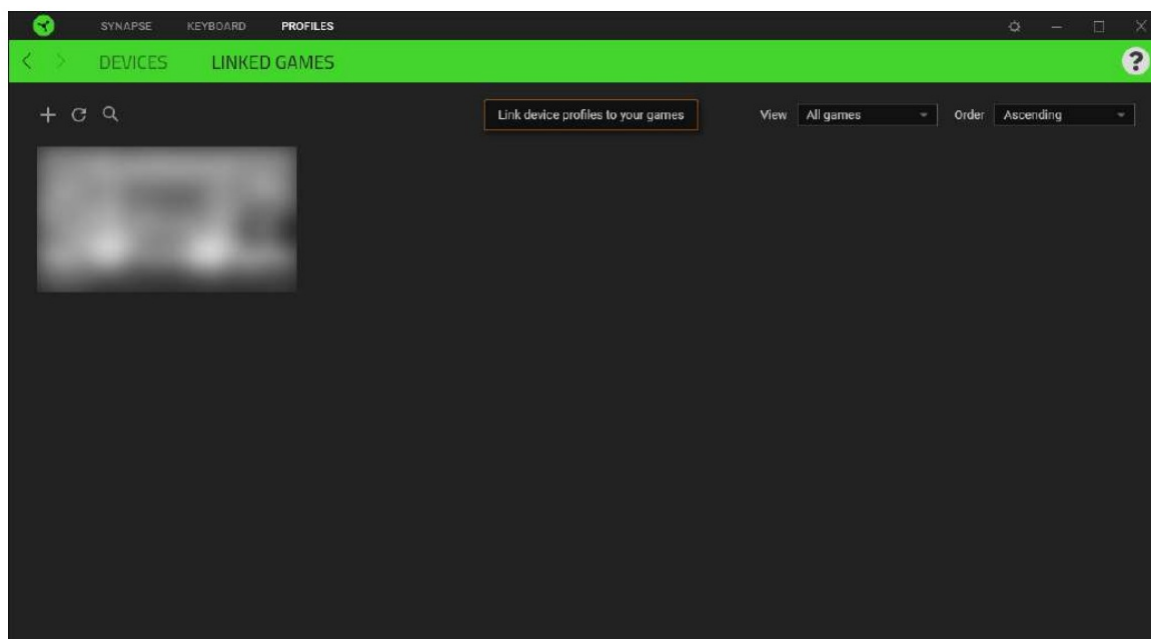 SYNAPSE KEYBOARD PROFILES
DEVICES LINKED GAMES ?
Link device profiles to your games View All games Order Ascending